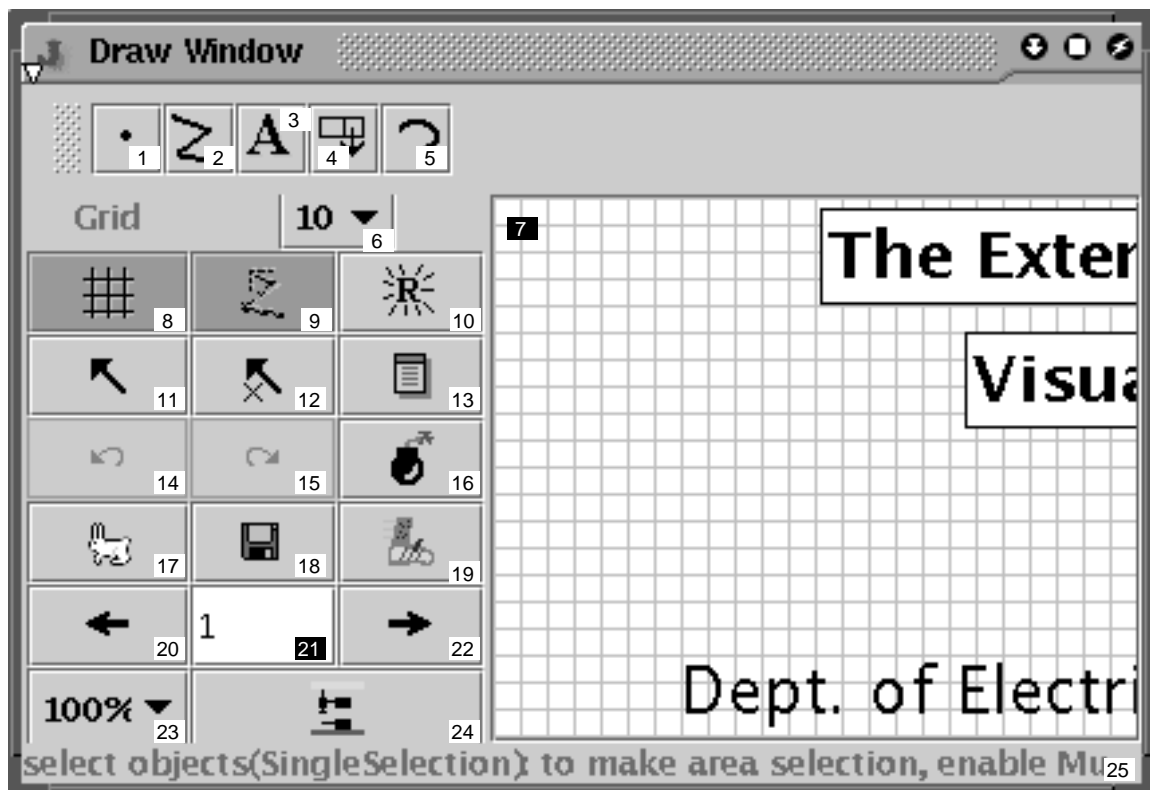 Draw Window
1 2 A 3 4 5
Grid 10 6
7 The Exter
8 9 R 10
Visua
11 12 13
14 15 16
17 18 19
20 1 21 22
Dept. of Electri
100% 23 24
select objects(SingleSelection): to make area selection, enable Mu 25